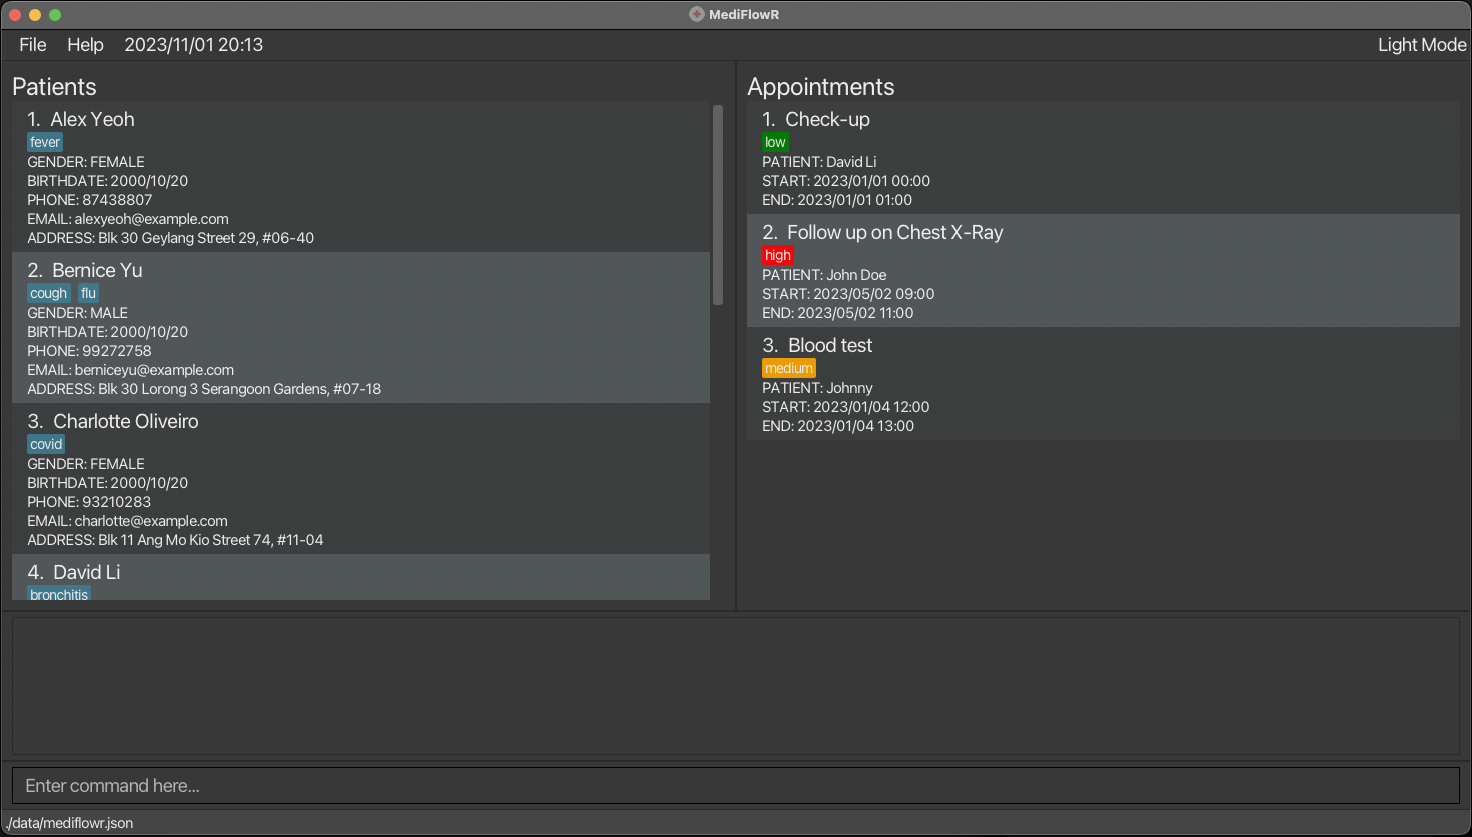 MediFlowR
File Help 2023/11/01 20:13 Light Mode
Patients
1. Alex Yeoh
fever
GENDER: FEMALE
BIRTHDATE: 2000/10/20
PHONE: 87438807
EMAIL: alexyeoh@example.com
ADDRESS: Blk 30 Geylang Street 29, #06-40
2. Bernice Yu
cough flu
GENDER: MALE
BIRTHDATE: 2000/10/20
PHONE: 99272758
EMAIL: berniceyu@example.com
ADDRESS: Blk 30 Lorong 3 Serangoon Gardens, #07-18
3. Charlotte Oliveiro
covid
GENDER: FEMALE
BIRTHDATE: 2000/10/20
PHONE: 93210283
EMAIL: charlotte@example.com
ADDRESS: Blk 11 Ang Mo Kio Street 74, #11-04
4. David Li
bronchitis
Appointments
1. Check-up
low
PATIENT: David Li
START: 2023/01/01 00:00
END: 2023/01/01 01:00
2. Follow up on Chest X-Ray
high
PATIENT: John Doe
START: 2023/05/02 09:00
END: 2023/05/02 11:00
3. Blood test
medium
PATIENT: Johnny
START: 2023/01/04 12:00
END: 2023/01/04 13:00
Enter command here...
./data/mediflowr.json